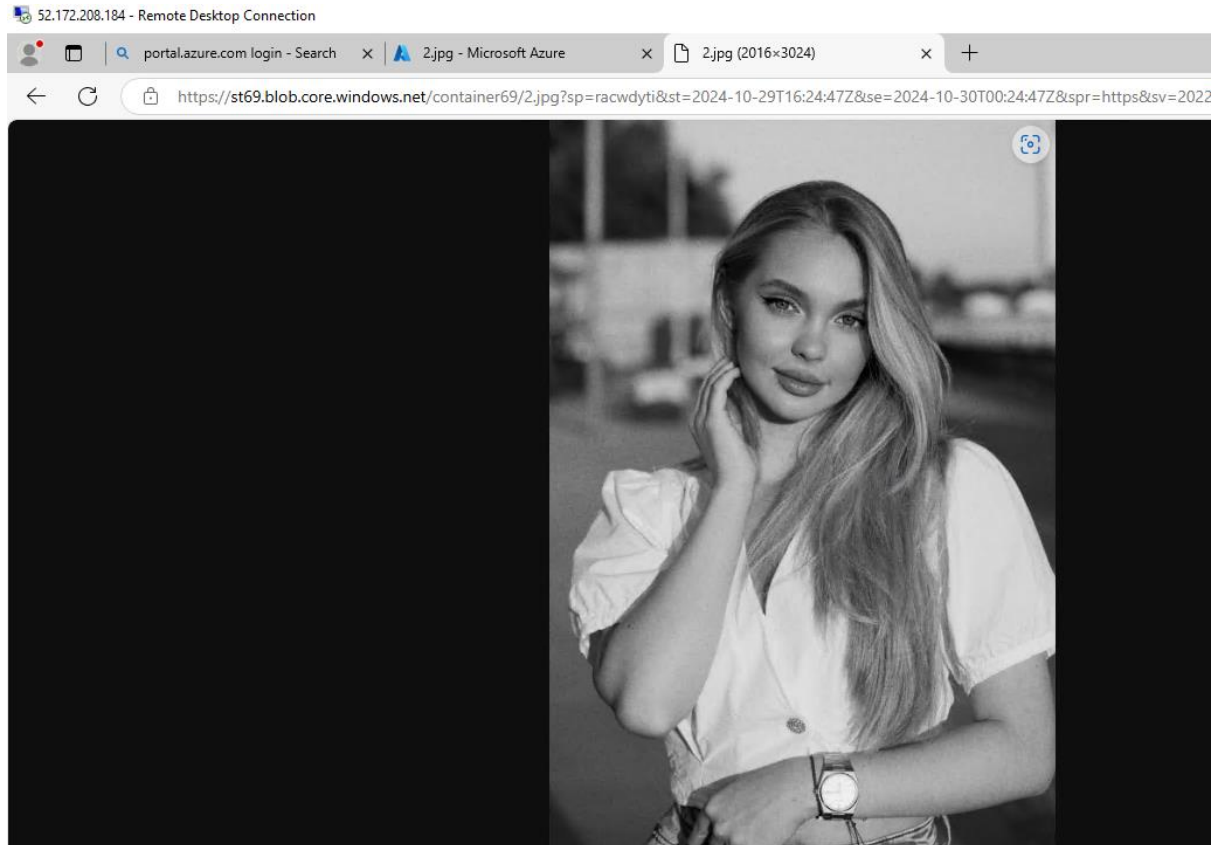 52.172.208.184 - Remote Desktop Connection
portal.azure.com login - Search
2.jpg - Microsoft Azure
2.jpg (2016×3024)
https://st69.blob.core.windows.net/container69/2.jpg?sp=racwdyti&st=2024-10-29T16:24:47Z&se=2024-10-30T00:24:47Z&spr=https&sv=2022